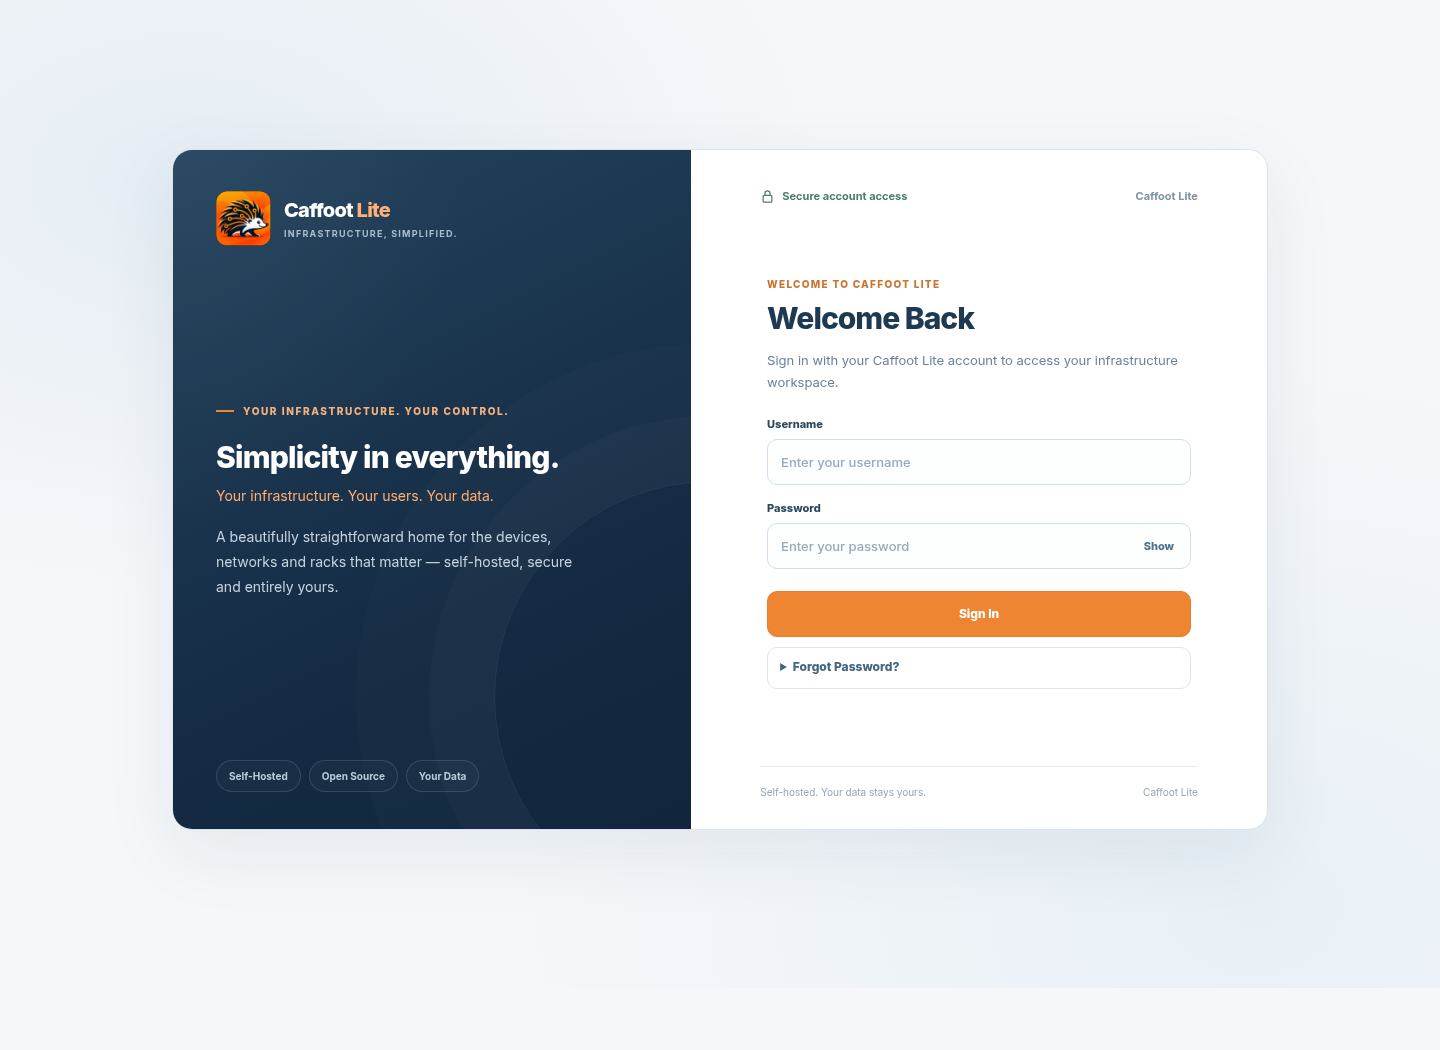 Caffoot Lite
INFRASTRUCTURE, SIMPLIFIED.
YOUR INFRASTRUCTURE. YOUR CONTROL.
Simplicity in everything.
Your infrastructure. Your users. Your data.
A beautifully straightforward home for the devices,
networks and racks that matter — self-hosted, secure
and entirely yours.
Self-Hosted
Open Source
Your Data
Secure account access
Caffoot Lite
WELCOME TO CAFFOOT LITE
Welcome Back
Sign in with your Caffoot Lite account to access your infrastructure
workspace.
Username
Enter your username
Password
Enter your password
Show
Sign In
Forgot Password?
Self-hosted. Your data stays yours.
Caffoot Lite